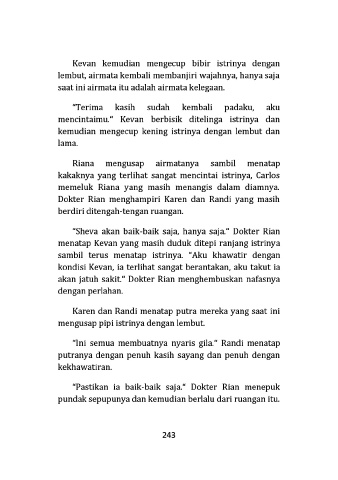 Kevan kemudian mengecup bibir istrinya dengan
lembut, airmata kembali membanjiri wajahnya, hanya saja
saat ini airmata itu adalah airmata kelegaan.
"Terima kasih sudah kembali padaku, aku
mencintaimu." Kevan berbisik ditelinga istrinya dan
kemudian mengecup kening istrinya dengan lembut dan
lama.
Riana mengusap airmatanya sambil menatap
kakaknya yang terlihat sangat mencintai istrinya, Carlos
memeluk Riana yang masih menangis dalam diamnya.
Dokter Rian menghampiri Karen dan Randi yang masih
berdiri ditengah-tengah ruangan.
"Sheva akan baik-baik saja, hanya saja." Dokter Rian
menatap Kevan yang masih duduk ditepi ranjang istrinya
sambil terus menatap istrinya. "Aku khawatir dengan
kondisi Kevan, ia terlihat sangat berantakan, aku takut ia
akan jatuh sakit." Dokter Rian menghembuskan nafasnya
dengan perlahan.
Karen dan Randi menatap putra mereka yang saat ini
mengusap pipi istrinya dengan lembut.
"Ini semua membuatnya nyaris gila." Randi menatap
putranya dengan penuh kasih sayang dan penuh dengan
kekhawatiran.
"Pastikan ia baik-baik saja." Dokter Rian menepuk
pundak sepupunya dan kemudian berlalu dari ruangan itu.
243